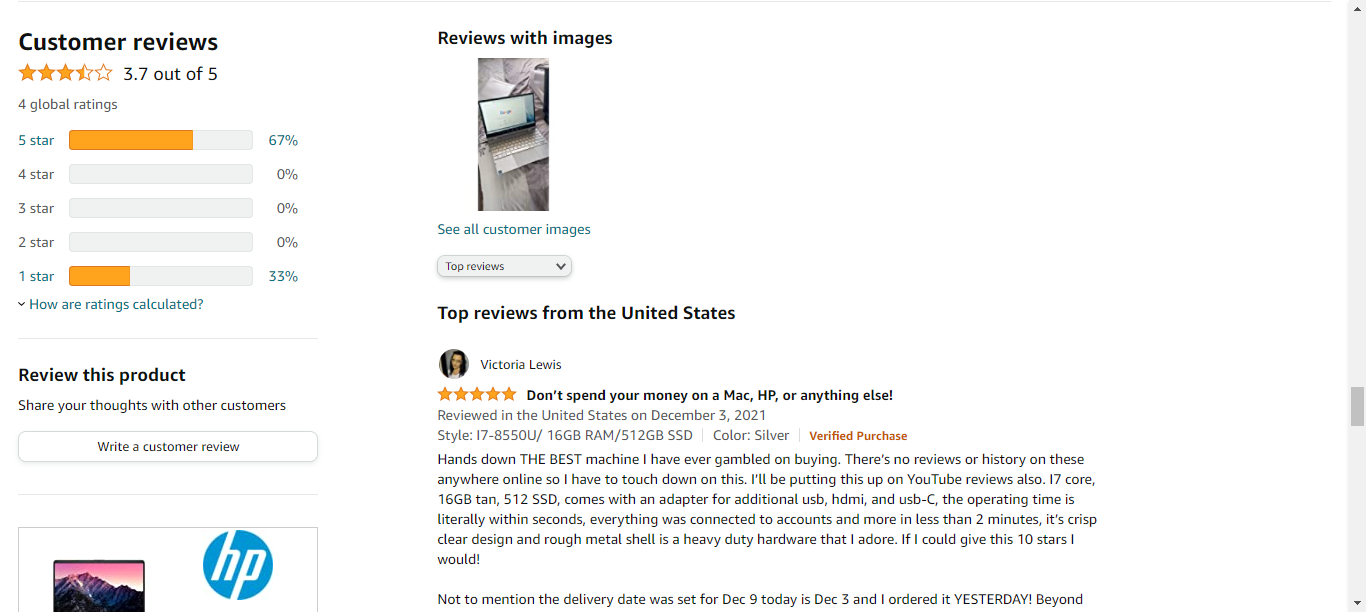 Customer reviews
3.7 out of 5
4 global ratings
5 star 67%
4 star 0%
3 star 0%
2 star 0%
1 star 33%
How are ratings calculated?
Review this product
Share your thoughts with other customers
Write a customer review
hp
Reviews with images
See all customer images
Top reviews
Top reviews from the United States
Victoria Lewis
Don’t spend your money on a Mac, HP, or anything else!
Reviewed in the United States on December 3, 2021
Style: I7-8550U/ 16GB RAM/512GB SSD Color: Silver Verified Purchase
Hands down THE BEST machine I have ever gambled on buying. There’s no reviews or history on these
anywhere online so I have to touch down on this. I’ll be putting this up on YouTube reviews also. I7 core,
16GB tan, 512 SSD, comes with an adapter for additional usb, hdmi, and usb-C, the operating time is
literally within seconds, everything was connected to accounts and more in less than 2 minutes, it’s crisp
clear design and rough metal shell is a heavy duty hardware that I adore. If I could give this 10 stars I
would!
Not to mention the delivery date was set for Dec 9 today is Dec 3 and I ordered it YESTERDAY! Beyond